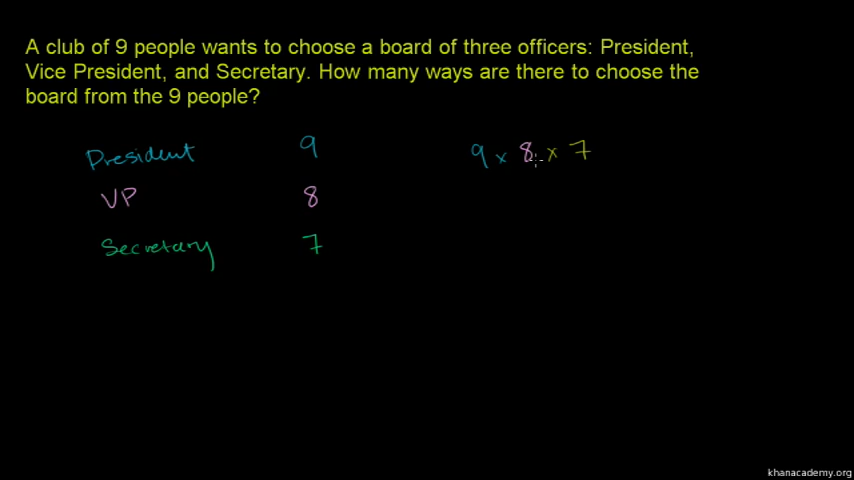 A club of 9 people wants to choose a board of three officers: President,
Vice President, and Secretary. How many ways are there to choose the
board from the 9 people?
President 9 9 x 8 x 7
VP 8
Secretary 7
khanacademy.org